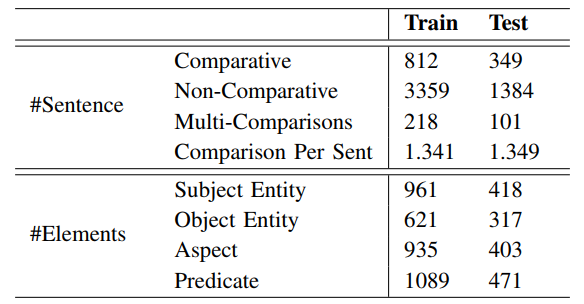 Train Test
Comparative 812 349
Non-Comparative 3359 1384
#Sentence
Multi-Comparisons 218 101
Comparison Per Sent 1.341 1.349
Subject Entity 961 418
Object Entity 621 317
#Elements
Aspect 935 403
Predicate 1089 471